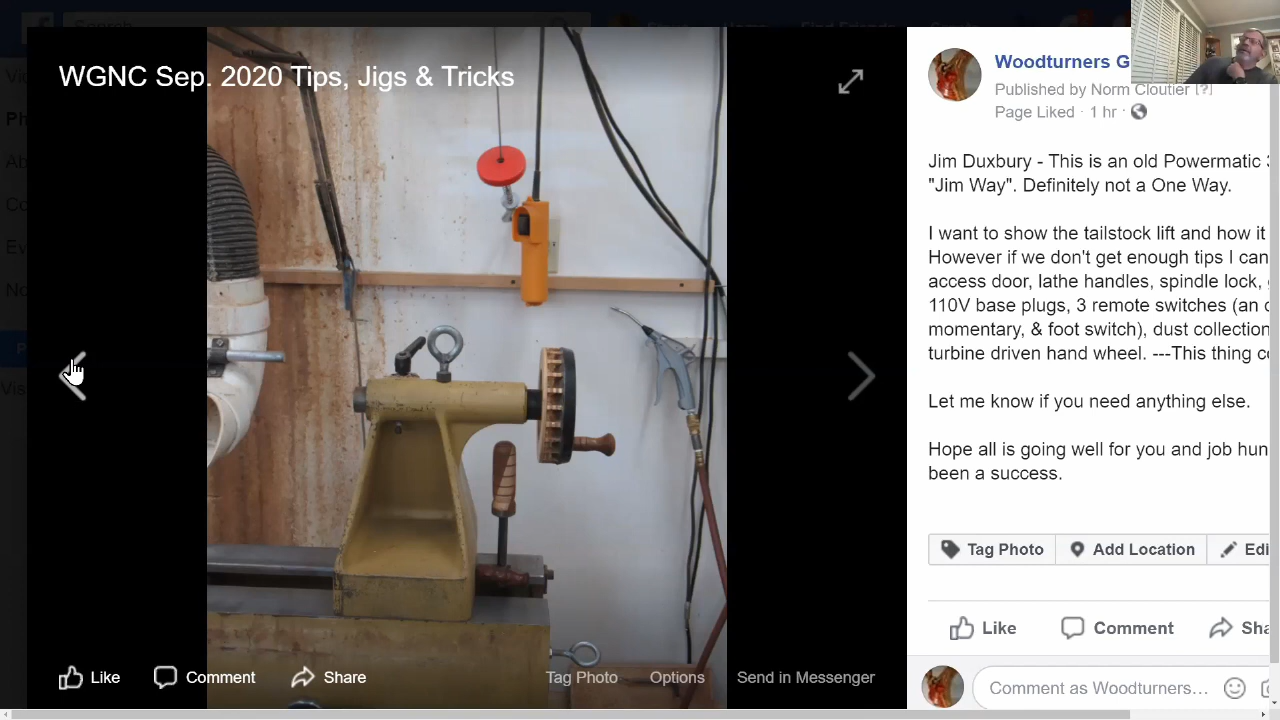 Search
WGNC Sep. 2020 Tips, Jigs & Tricks
Woodturners G
Published by Norm Cloutier [?]
Page Liked · 1 hr ·
Jim Duxbury - This is an old Powermatic 3
"Jim Way". Definitely not a One Way.
I want to show the tailstock lift and how it
However if we don't get enough tips I can
access door, lathe handles, spindle lock,
110V base plugs, 3 remote switches (an o
momentary, & foot switch), dust collection
turbine driven hand wheel. ---This thing co
Let me know if you need anything else.
Hope all is going well for you and job hun
been a success.
Tag Photo
Add Location
Edi
Like
Comment
Sha
Like
Comment
Share
Tag Photo
Options
Send in Messenger
Comment as Woodturners...